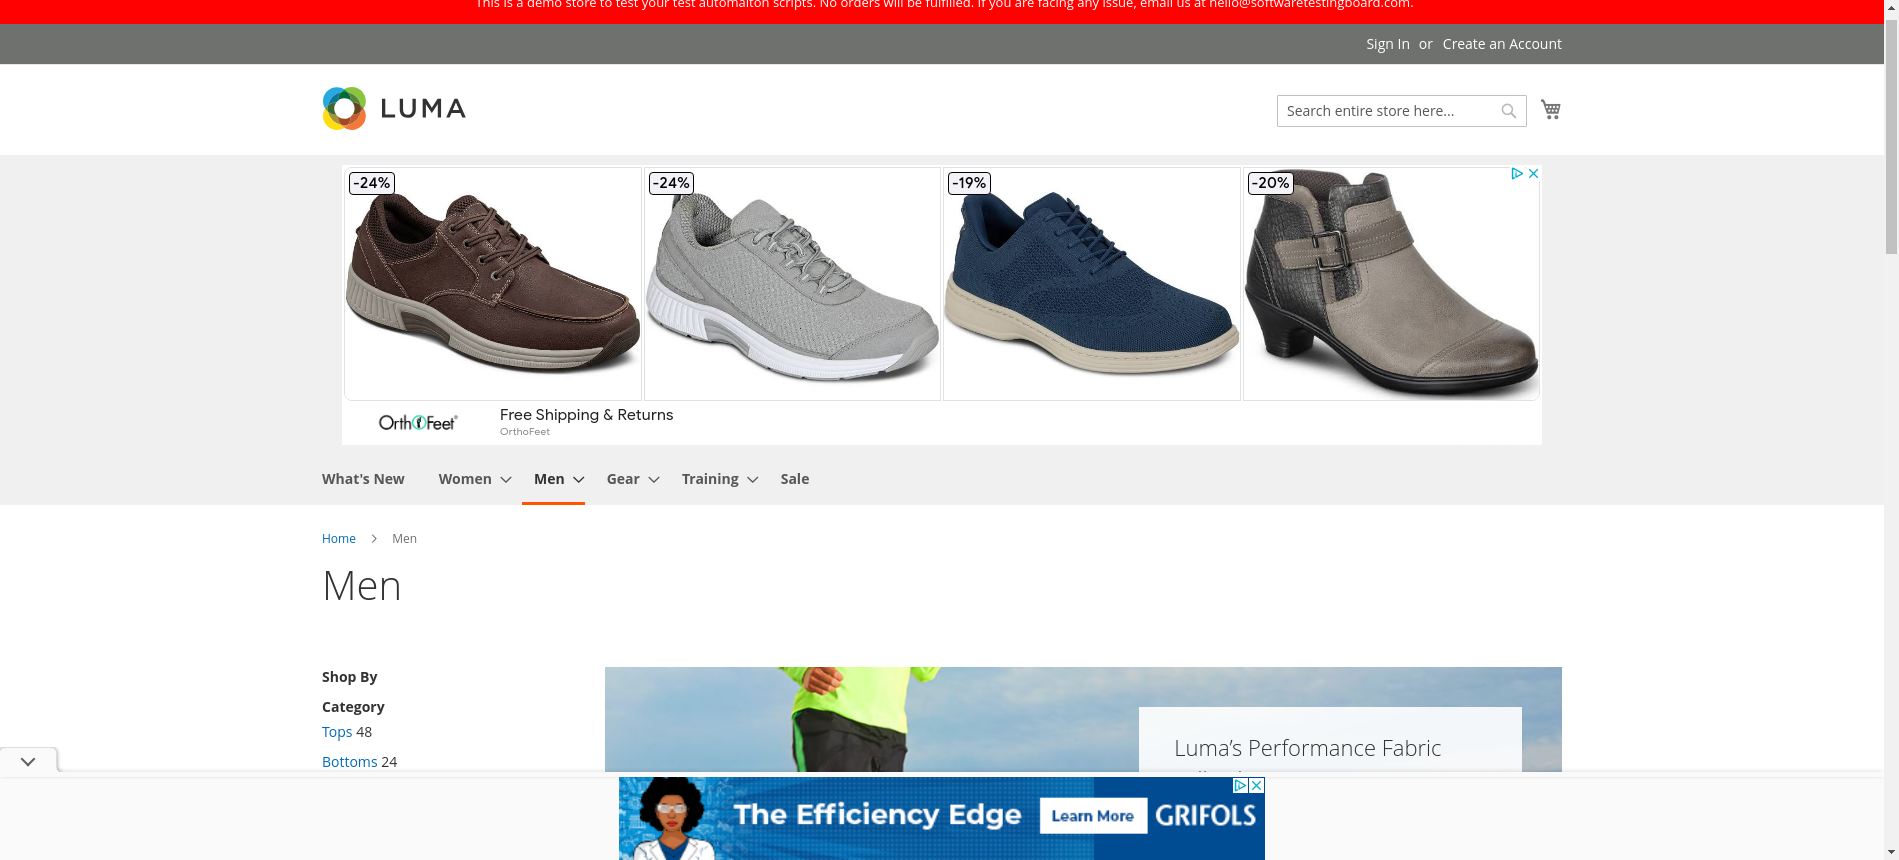 This is a demo store to test your test automaiton scripts. No orders will be fulfilled. If you are facing any issue, email us at hello@softwaretestingboard.com.
Sign In or Create an Account
LUMA
Search entire store here...
-24%
-24%
-19%
-20%
OrthoFeet
Free Shipping & Returns
OrthoFeet
What's New Women Men Gear Training Sale
Home Men
Men
Shop By
Category
Tops 48
Luma’s Performance Fabric
Bottoms 24
The Efficiency Edge
Learn More
GRIFOLS